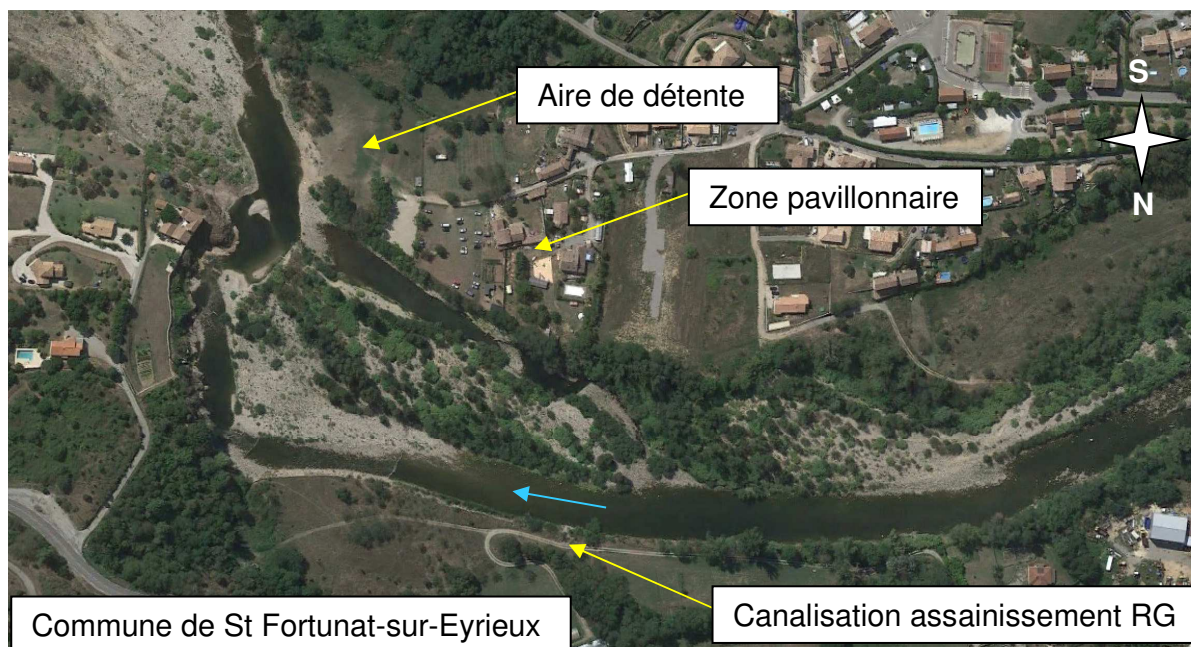 Aire de détente
S-
Zone pavillonnaire
N
Canalisation assainissement RG
Commune de St Fortunat-sur-Eyrieux